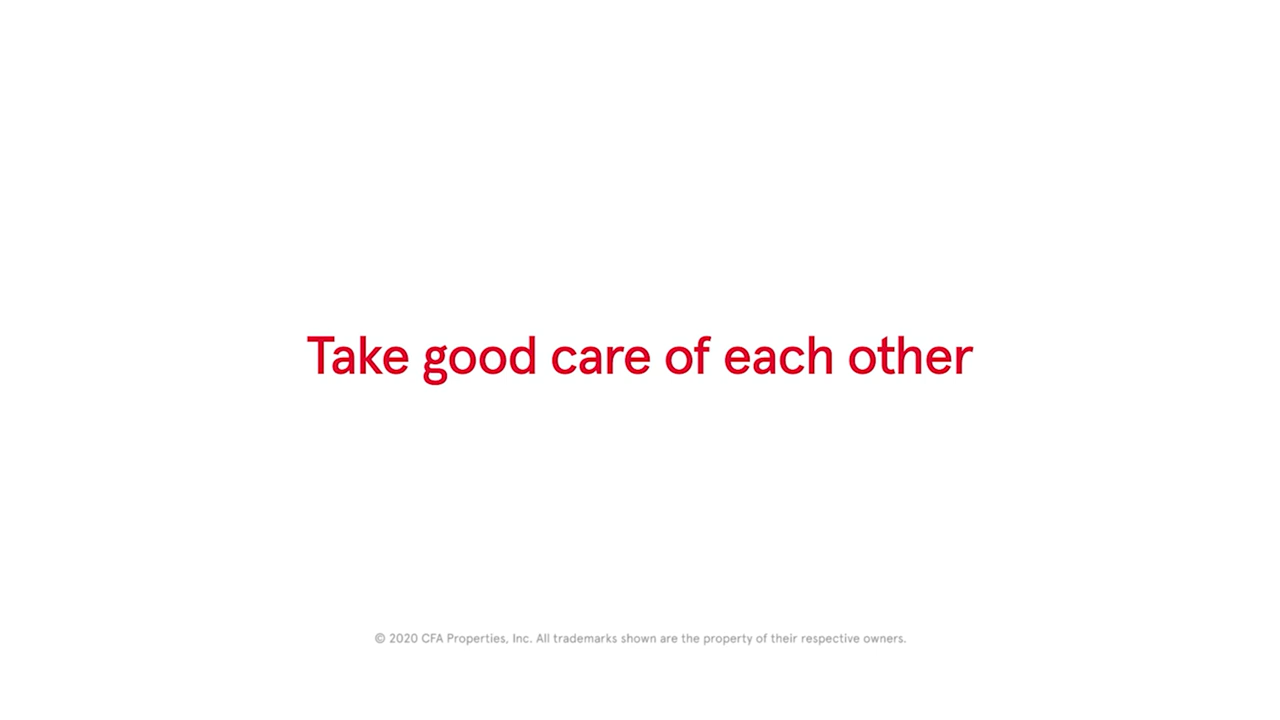 Take good care of each other
© 2020 CFA Properties, Inc. All trademarks shown are the property of their respective owners.